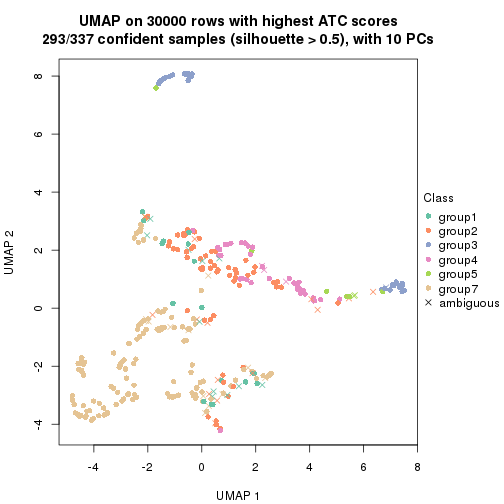 UMAP on 30000 rows with highest ATC scores
293/337 confident samples (silhouette > 0.5), with 10 PCs
8
6
4
2
0
-2
-4
UMAP 2
-4
-2
0
2
4
6
8
UMAP 1
Class
group1
group2
group3
group4
group5
group7
ambiguous